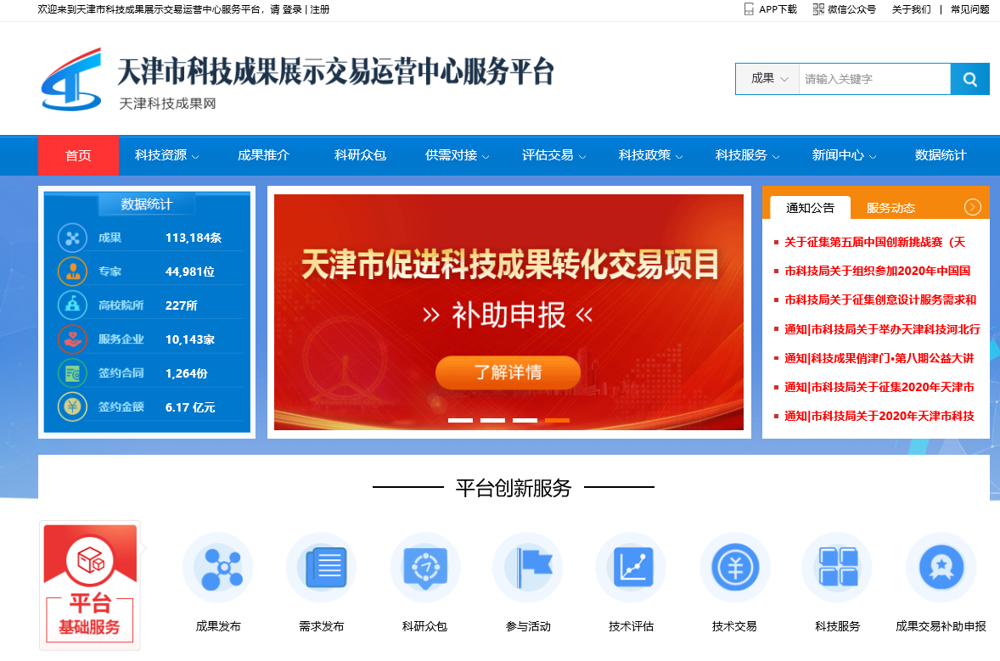 欢迎来到天津市科技成果展示交易运营中心服务平台，请 登录 | 注册
APP下载 微信公众号 关于我们 | 常见问题
天津市科技成果展示交易运营中心服务平台
天津科技成果网
成果 请输入关键字
首页 科技资源 成果推介 科研众包 供需对接 评估交易 科技政策 科技服务 新闻中心 数据统计
数据统计
成果 113,184条
专家 44,981位
高校院所 227所
服务企业 10,143家
签约合同 1,264份
签约金额 6.17 亿元
天津市促进科技成果转化交易项目
» 补助申报 «
了解详情
通知公告 服务动态
关于征集第五届中国创新挑战赛（天
市科技局关于组织参加2020年中国国
市科技局关于征集创意设计服务需求和
通知|市科技局关于举办天津科技河北行
通知|科技成果俏津门•第八期公益大讲
通知|市科技局关于征集2020年天津市
通知|市科技局关于2020年天津市科技
平台创新服务
平台
基础服务
成果发布 需求发布 科研众包 参与活动 技术评估 技术交易 科技服务 成果交易补助申报